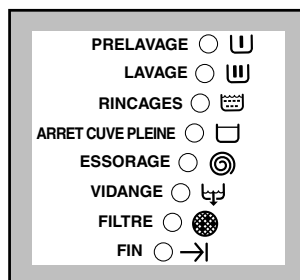 PRELAVAGE
LAVAGE
RINCAGES
ARRET CUVE PLEINE
ESSORAGE
VIDANGE
FILTRE
FIN